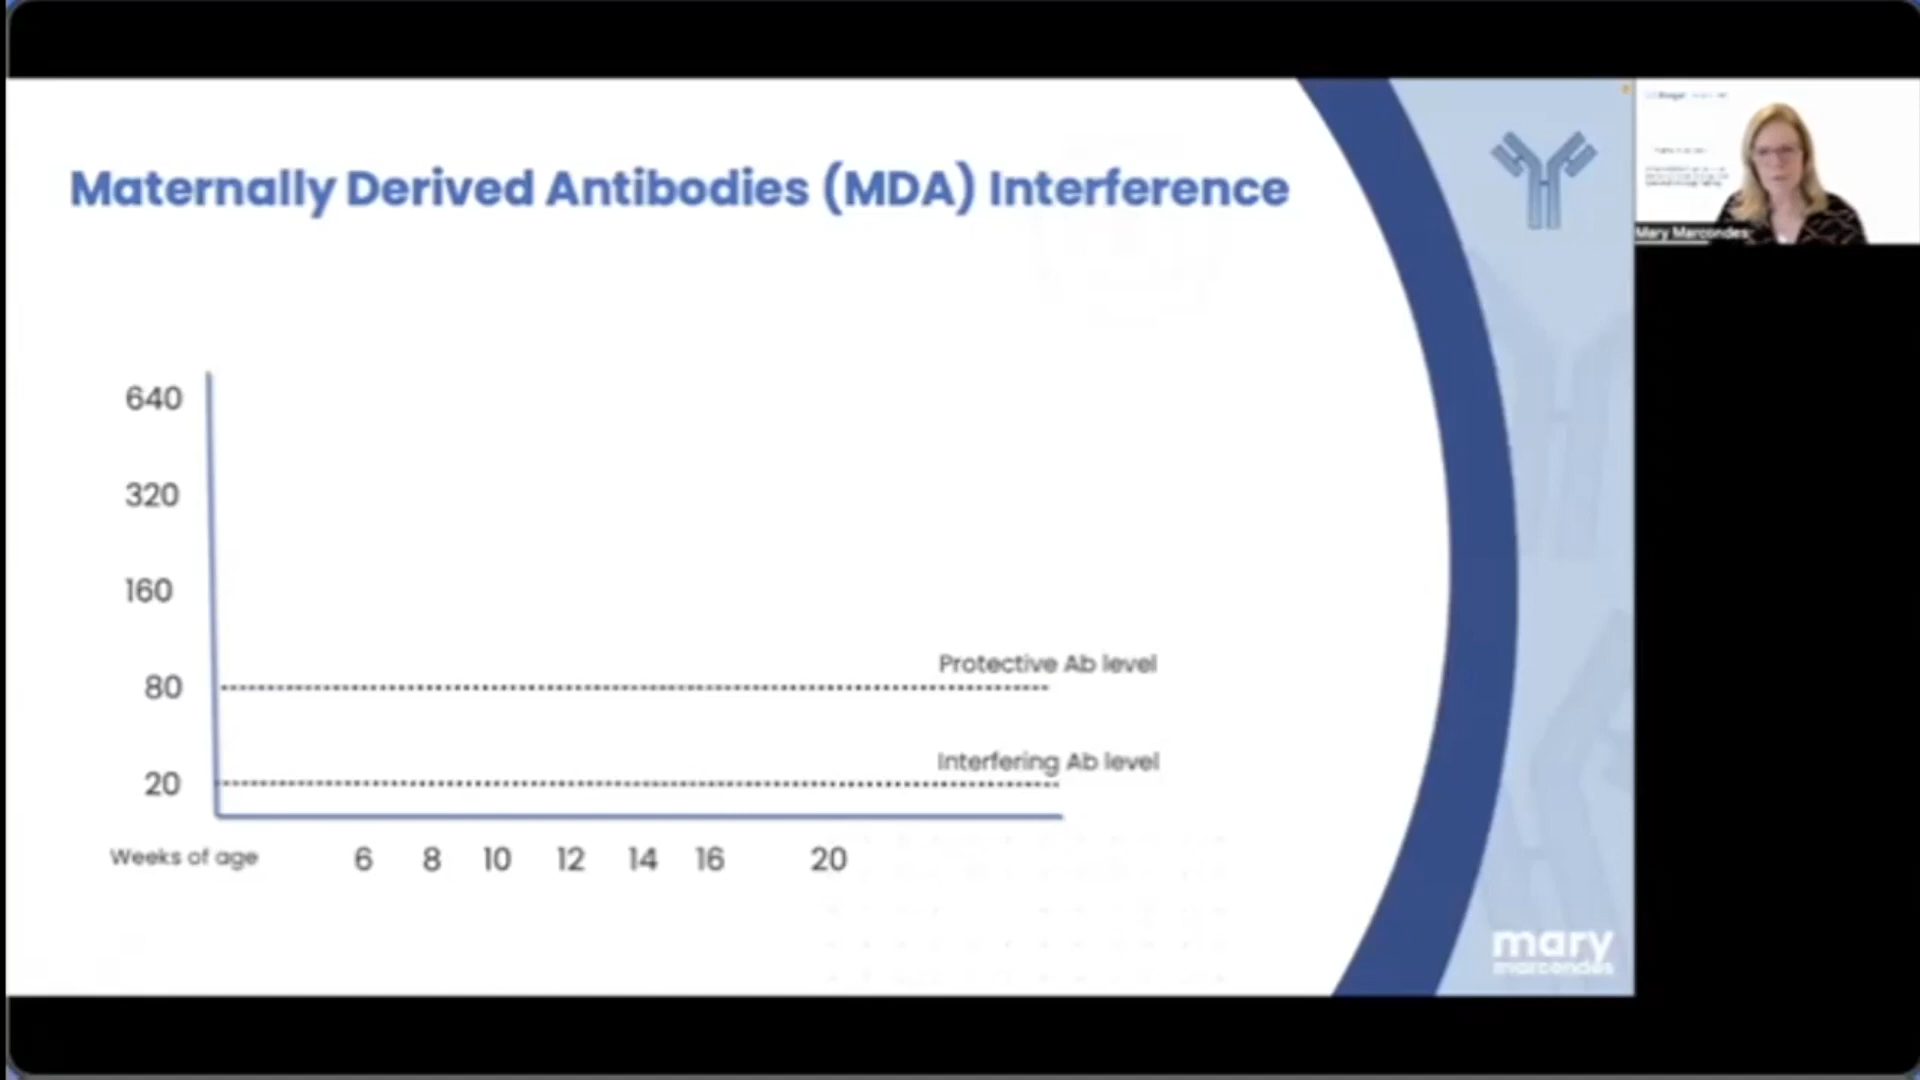 Maternally Derived Antibodies (MDA) Interference
Mary Marcondes
640
320
160
Protective Ab level
80
Interfering Ab level
20
Weeks of age 6 8 10 12 14 16 20
mary
marcondes